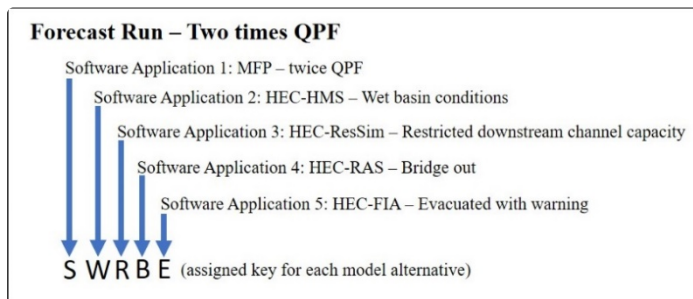 Forecast Run – Two times QPF
Software Application 1: MFP – twice QPF
Software Application 2: HEC-HMS – Wet basin conditions
Software Application 3: HEC-ResSim – Restricted downstream channel capacity
Software Application 4: HEC-RAS – Bridge out
Software Application 5: HEC-FIA – Evacuated with warning
S W R B E (assigned key for each model alternative)